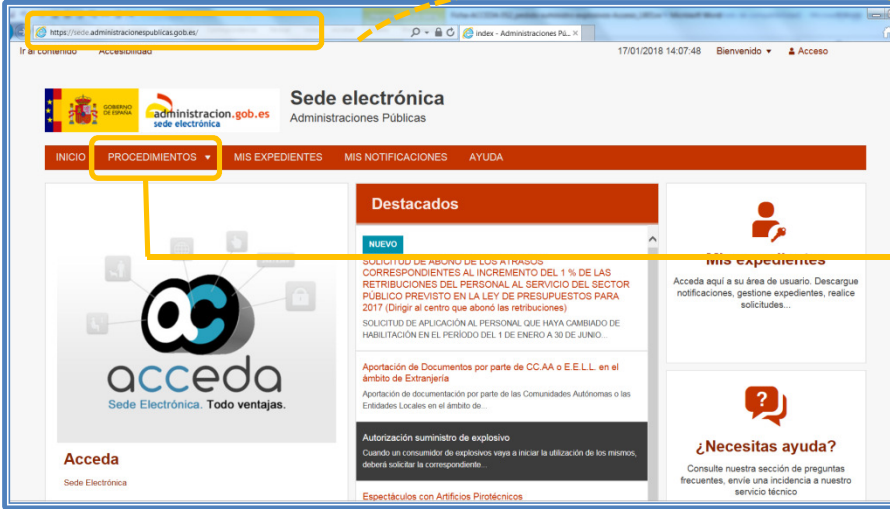 https://sede.administracionespublicas.gob.es/
index - Administraciones Pú...
Ir al contenido Accesibilidad
17/01/2018 14:07:48 Bienvenido Acceso
GOBIERNO
DE ESPAÑA
administracion.gob.es
sede electrónica
Sede electrónica
Administraciones Públicas
INICIO PROCEDIMIENTOS MIS EXPEDIENTES MIS NOTIFICACIONES AYUDA
acceda
Sede Electrónica. Todo ventajas.
Acceda
Sede Electrónica
Destacados
NUEVO
SOLICITUD DE ABONO DE LOS ATRASOS
CORRESPONDIENTES AL INCREMENTO DEL 1 % DE LAS
RETRIBUCIONES DEL PERSONAL AL SERVICIO DEL SECTOR
PÚBLICO PREVISTO EN LA LEY DE PRESUPUESTOS PARA
2017 (Dirigir al centro que abonó las retribuciones)
SOLICITUD DE APLICACIÓN AL PERSONAL QUE HAYA CAMBIADO DE
HABILITACIÓN EN EL PERÍODO DEL 1 DE ENERO A 30 DE JUNIO...
Aportación de Documentos por parte de CC.AA o E.E.L.L. en el
ámbito de Extranjería
Aportación de documentación por parte de las Comunidades Autónomas o las
Entidades Locales en el ámbito de...
Autorización suministro de explosivo
Cuando un consumidor de explosivos vaya a iniciar la utilización de los mismos,
deberá solicitar la correspondiente...
Espectáculos con Artificios Pirotécnicos
Mis expedientes
Acceda aquí a su área de usuario. Descargue
notificaciones, gestione expedientes, realice
solicitudes...
¿Necesitas ayuda?
Consulte nuestra sección de preguntas
frecuentes, envíe una incidencia a nuestro
servicio técnico